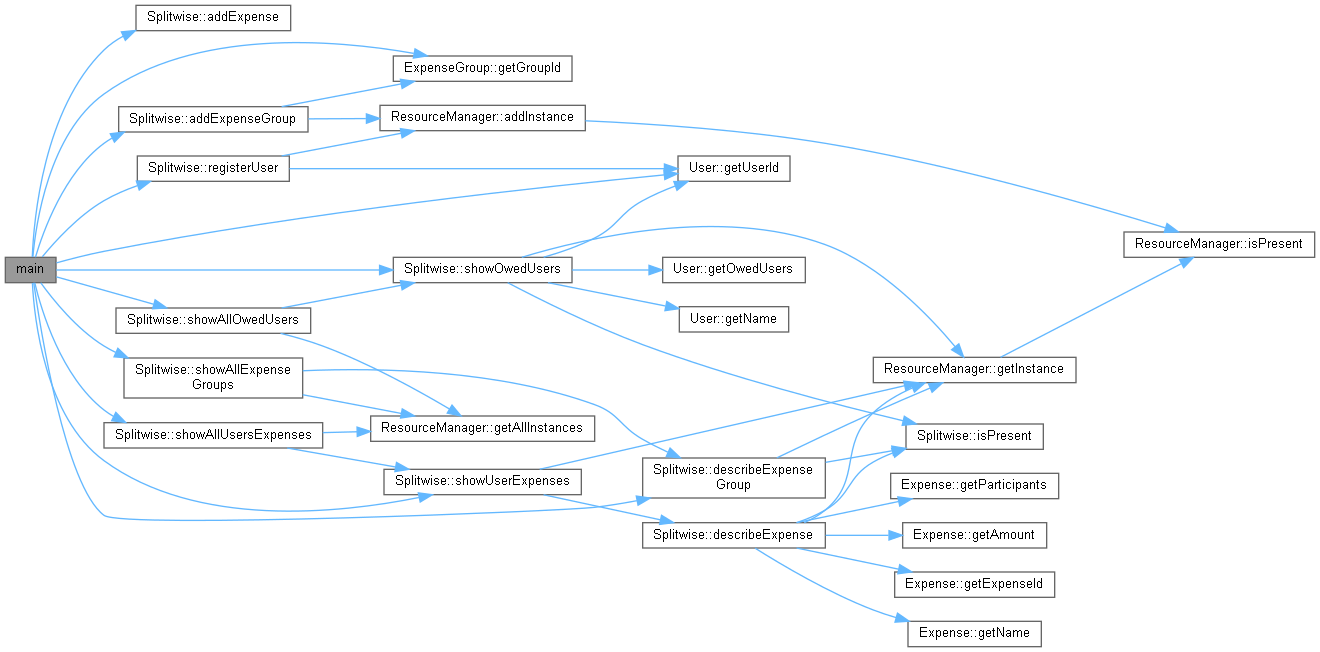 Splitwise::addExpense
ExpenseGroup::getGroupId
Splitwise::addExpenseGroup
ResourceManager::addInstance
Splitwise::registerUser
User::getUserId
ResourceManager::isPresent
main
Splitwise::showOwedUsers
User::getOwedUsers
Splitwise::showAllOwedUsers
User::getName
Splitwise::showAllExpense
Groups
ResourceManager::getInstance
Splitwise::showAllUsersExpenses
ResourceManager::getAllInstances
Splitwise::isPresent
Splitwise::describeExpense
Group
Splitwise::showUserExpenses
Expense::getParticipants
Splitwise::describeExpense
Expense::getAmount
Expense::getExpenseId
Expense::getName